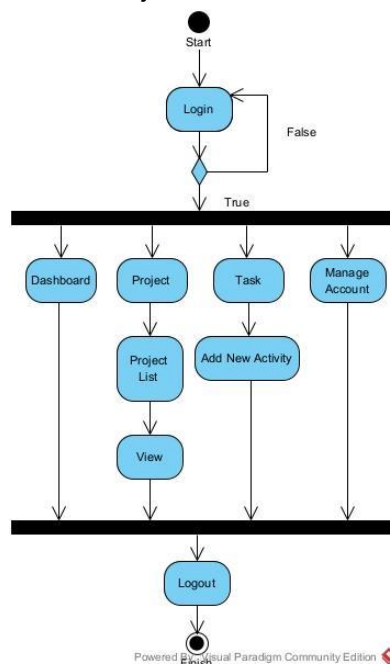 Start
Login
False
True
Dashboard
Project
Task
Manage
Account
Project
List
Add New Activity
View
Logout
Finish
Powered By Visual Paradigm Community Edition